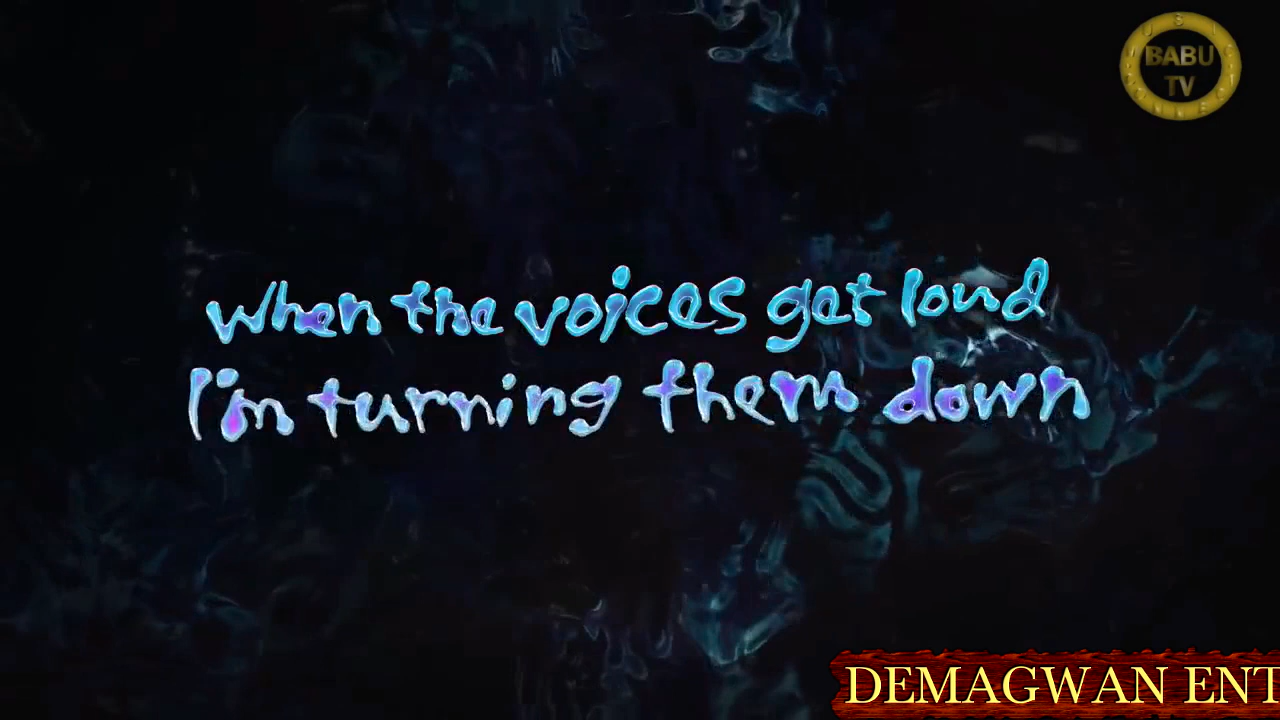 BABU
TV
when the voices get loud
I'm turning them down
DEMAGWAN ENT